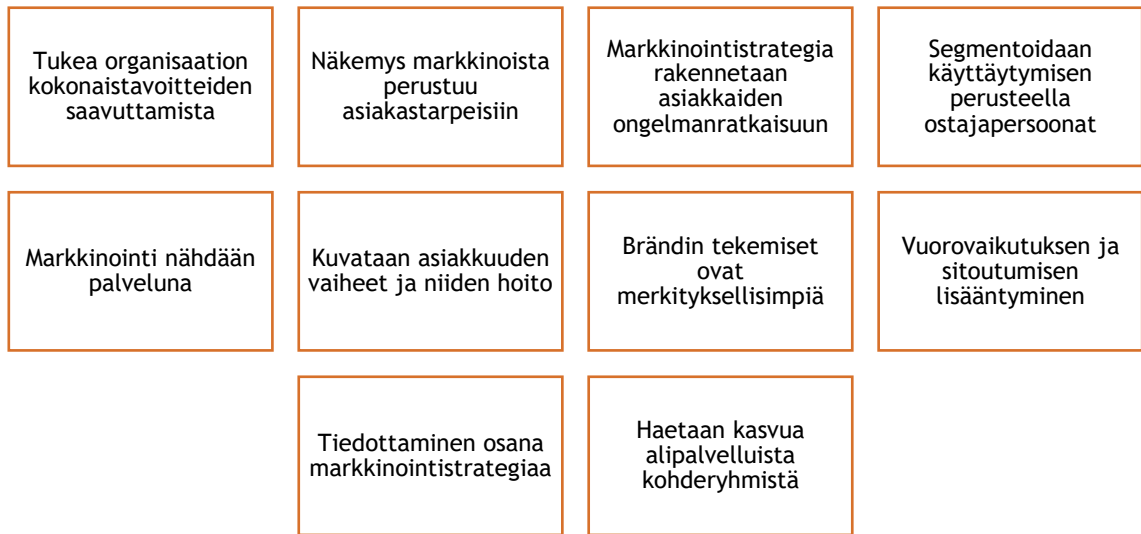 Tukea organisaation
kokonaistavoitteiden
saavuttamista
Näkemys markkinoista
perustuu
asiakastarpeisiin
Markkinointistrategia
rakennetaan
asiakkaiden
ongelmanratkaisuun
Segmentoidaan
käyttäytymisen
perusteella
ostajapersoonat
Markkinointi nähdään
palveluna
Kuvataan asiakkuuden
vaiheet ja niiden hoito
Brändin tekemiset
ovat
merkityksellisimpiä
Vuorovaikutuksen ja
sitoutumisen
lisääntyminen
Tiedottaminen osana
markkinointistrategiaa
Haetaan kasvua
alipalvelluista
kohderyhmistä